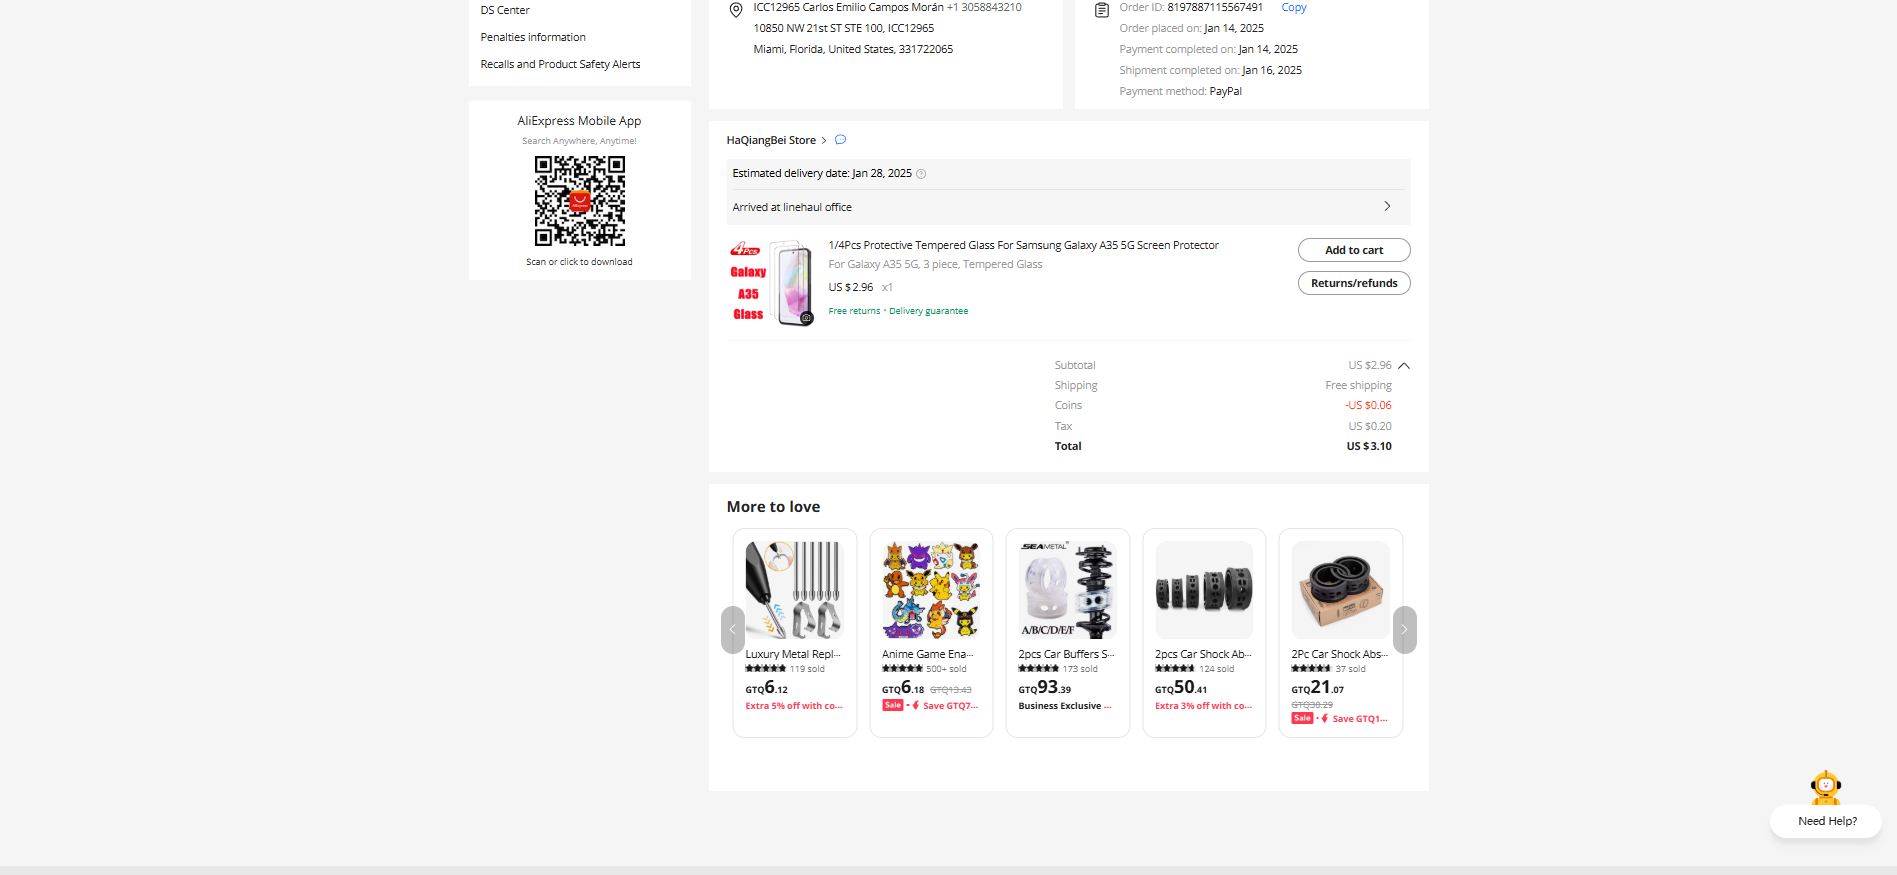 DS Center
Penalties information
Recalls and Product Safety Alerts
AliExpress Mobile App
Search Anywhere, Anytime!
AliExpress
Scan or click to download
ICC12965 Carlos Emilio Campos Morán +1 3058843210
10850 NW 21st ST STE 100, ICC12965
Miami, Florida, United States, 331722065
Order ID: 8197887115567491 Copy
Order placed on: Jan 14, 2025
Payment completed on: Jan 14, 2025
Shipment completed on: Jan 16, 2025
Payment method: PayPal
HaQiangBei Store
Estimated delivery date: Jan 28, 2025
Arrived at linehaul office
4Pcs
Galaxy
A35
Glass
1/4Pcs Protective Tempered Glass For Samsung Galaxy A35 5G Screen Protector
For Galaxy A35 5G, 3 piece, Tempered Glass
US $2.96 x1
Free returns · Delivery guarantee
Add to cart
Returns/refunds
Subtotal US $2.96
Shipping Free shipping
Coins -US $0.06
Tax US $0.20
Total US $3.10
More to love
Luxury Metal Repl...
119 sold
GTQ6.12
Extra 5% off with co...
Anime Game Ena...
500+ sold
GTQ6.18 GTQ13.43
Sale · Save GTQ7...
SEAMETAL
A/B/C/D/E/F
2pcs Car Buffers S...
173 sold
GTQ93.39
Business Exclusive ...
2pcs Car Shock Ab...
124 sold
GTQ50.41
Extra 3% off with co...
2Pc Car Shock Abs...
37 sold
GTQ21.07
GTQ38.29
Sale · Save GTQ1...
Need Help?